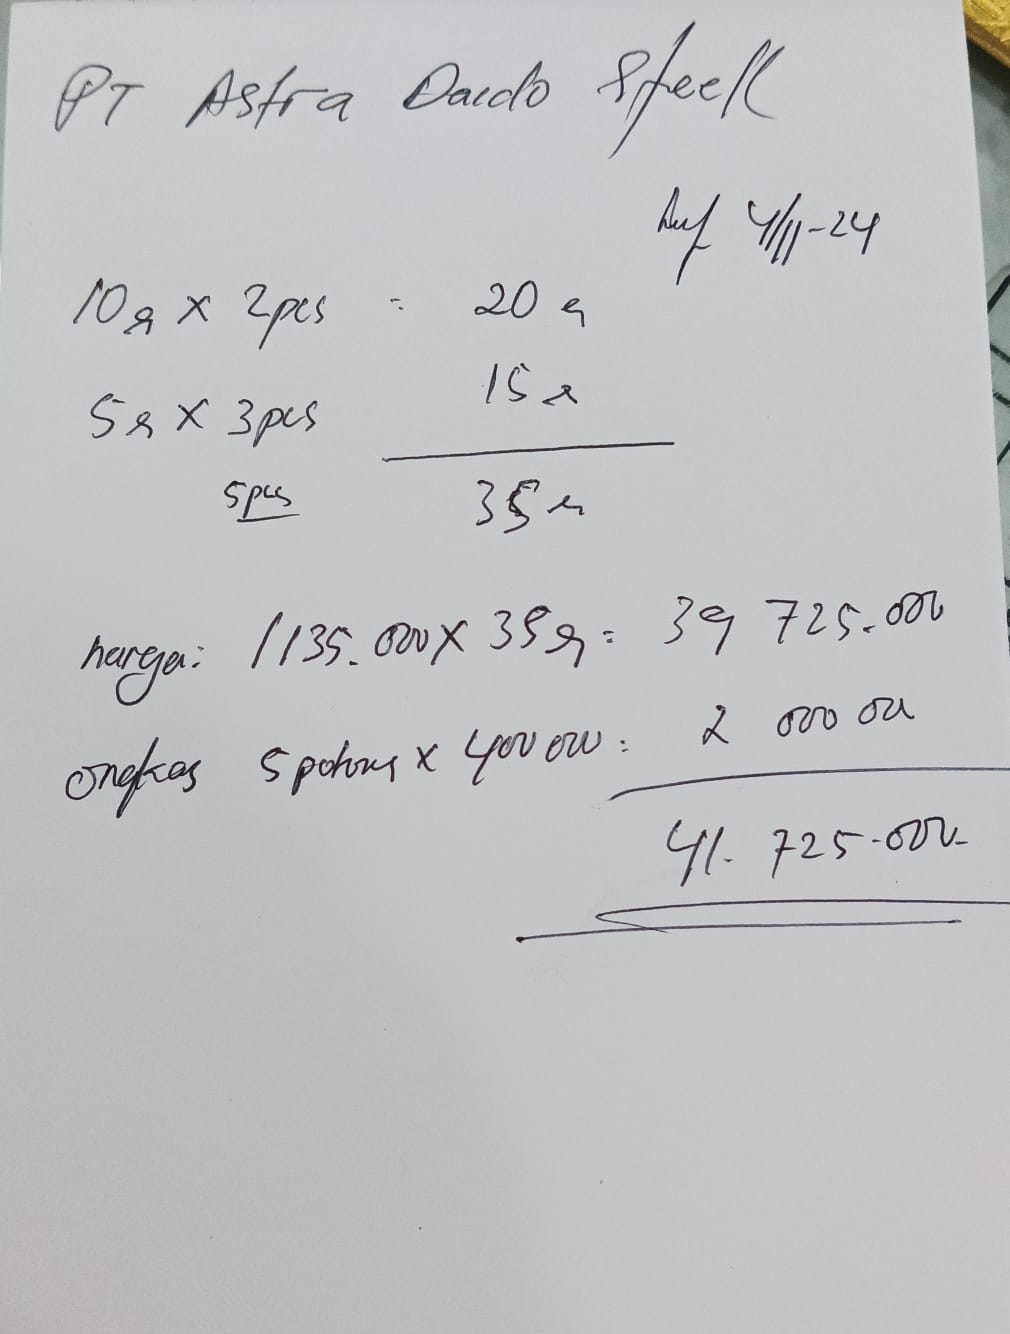 PT Astra Daido Steell
4/11-24
10g x 2pcs = 20 g
5g x 3pcs 15 g
5pcs 35 g
harga: 1135.000 x 35g = 39 725.000
ongkos 5 potong x 400 000 = 2 000 000
41. 725-000-